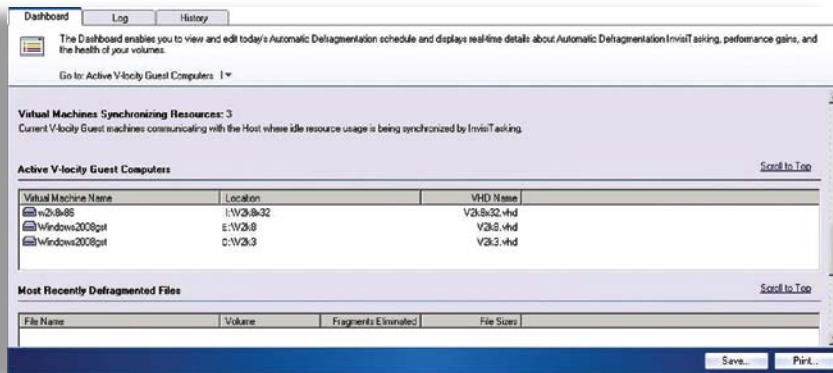 Dashboard Log History
The Dashboard enables you to view and edit today's Automatic Defragmentation schedule and displays real-time details about Automatic Defragmentation InvisiTasking, performance gains, and
the health of your volumes.
Go to: Active V-locity Guest Computers
Virtual Machines Synchronizing Resources: 3
Current V-locity Guest machines communicating with the Host where idle resource usage is being synchronized by InvisiTasking.
Active V-locity Guest Computers Scroll to Top
Virtual Machine Name Location VHD Name
w2k8x86 I:\V2k8x32 V2k8x32.vhd
Windows2008gst E:\V2k8 V2k8.vhd
Windows2008gst D:\V2k3 V2k3.vhd
Most Recently Defragmented Files Scroll to Top
File Name Volume Fragments Eliminated File Sizes
Save... Print...